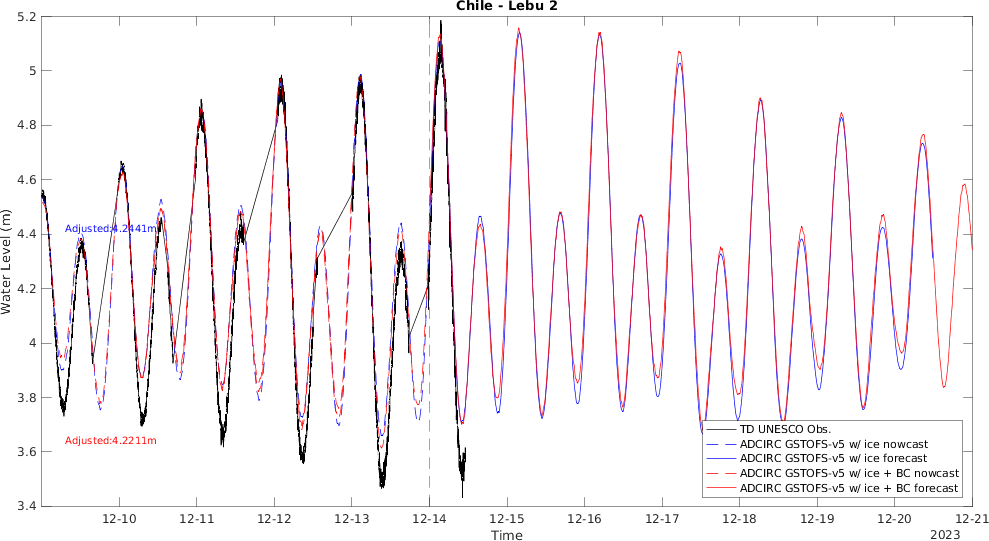 Chile - Lebu 2
5.2
5
4.8
4.6
4.4
4.2
4
3.8
3.6
3.4
Water Level (m)
Adjusted:4.2441m
Adjusted:4.2211m
TD UNESCO Obs.
ADCIRC GSTOFS-v5 w/ ice nowcast
ADCIRC GSTOFS-v5 w/ ice forecast
ADCIRC GSTOFS-v5 w/ ice + BC nowcast
ADCIRC GSTOFS-v5 w/ ice + BC forecast
12-10 12-11 12-12 12-13 12-14 12-15 12-16 12-17 12-18 12-19 12-20 12-21
Time
2023